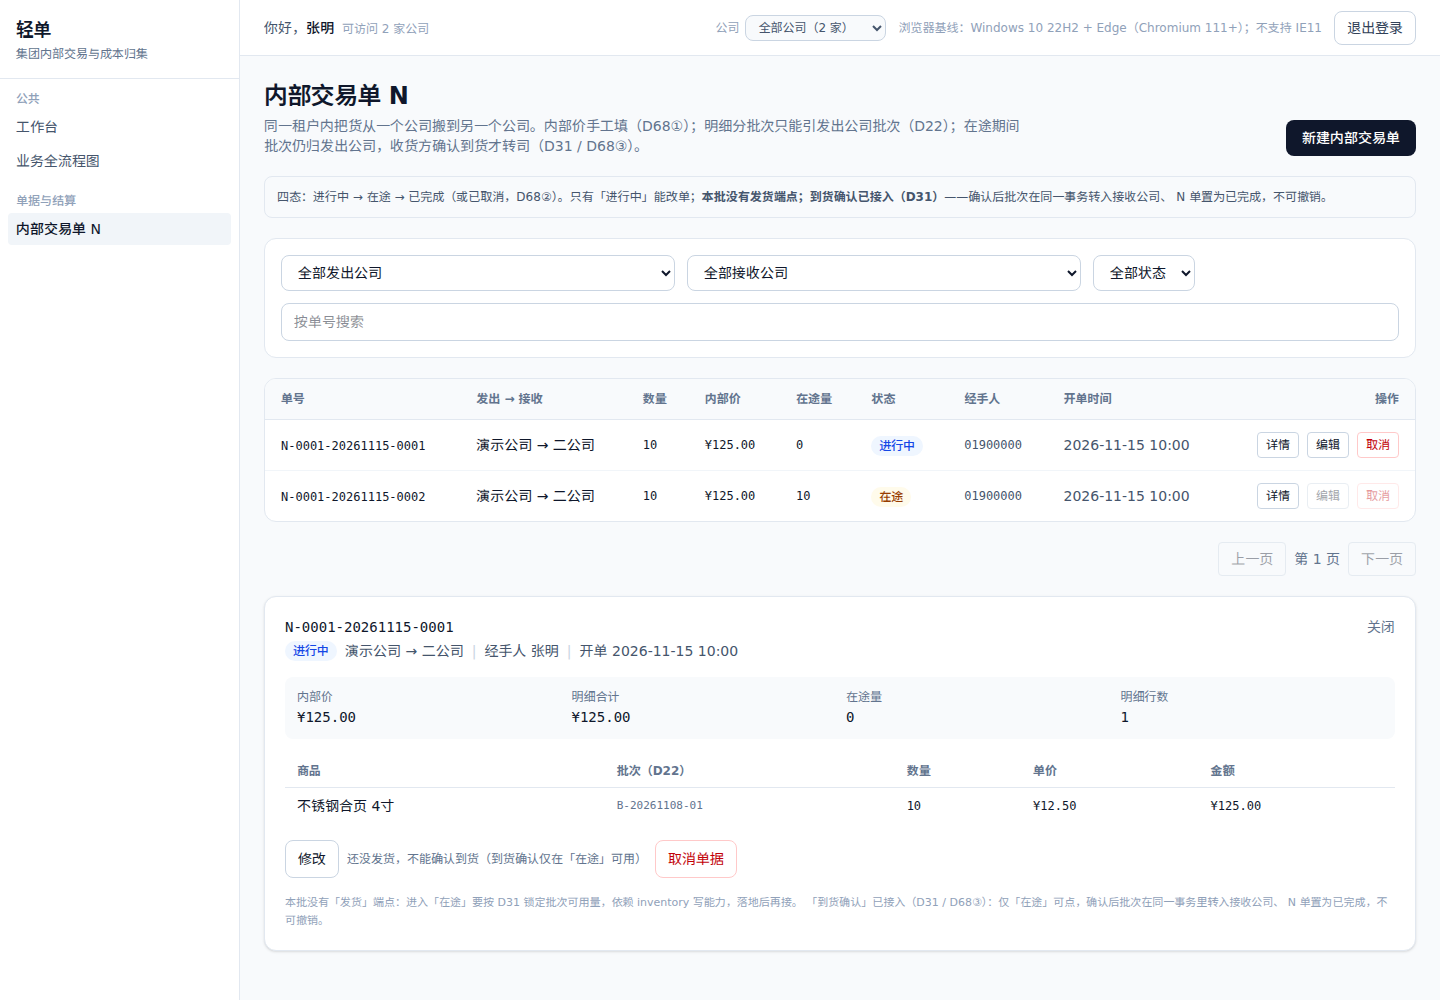 轻单
集团内部交易与成本归集
公共
工作台
业务全流程图
单据与结算
内部交易单 N
你好，张明 可访问 2 家公司
公司 全部公司（2 家） 浏览器基线：Windows 10 22H2 + Edge（Chromium 111+）；不支持 IE11 退出登录
内部交易单 N
同一租户内把货从一个公司搬到另一个公司。内部价手工填（D68①）；明细分批次只能引发出公司批次（D22）；在途期间
批次仍归发出公司，收货方确认到货才转司（D31 / D68③）。
新建内部交易单
四态：进行中 → 在途 → 已完成（或已取消，D68②）。只有「进行中」能改单；本批没有发货端点；到货确认已接入（D31）——确认后批次在同一事务转入接收公司、 N 单置为已完成，不可撤销。
全部发出公司 全部接收公司 全部状态
按单号搜索
单号 发出 → 接收 数量 内部价 在途量 状态 经手人 开单时间 操作
N-0001-20261115-0001 演示公司 → 二公司 10 ¥125.00 0 进行中 01900000 2026-11-15 10:00 详情 编辑 取消
N-0001-20261115-0002 演示公司 → 二公司 10 ¥125.00 10 在途 01900000 2026-11-15 10:00 详情 编辑 取消
上一页 第 1 页 下一页
N-0001-20261115-0001 关闭
进行中 演示公司 → 二公司 | 经手人 张明 | 开单 2026-11-15 10:00
内部价 明细合计 在途量 明细行数
¥125.00 ¥125.00 0 1
商品 批次（D22） 数量 单价 金额
不锈钢合页 4寸 B-20261108-01 10 ¥12.50 ¥125.00
修改 还没发货，不能确认到货（到货确认仅在「在途」可用） 取消单据
本批没有「发货」端点：进入「在途」要按 D31 锁定批次可用量，依赖 inventory 写能力，落地后再接。 「到货确认」已接入（D31 / D68③）：仅「在途」可点，确认后批次在同一事务里转入接收公司、 N 单置为已完成，不
可撤销。